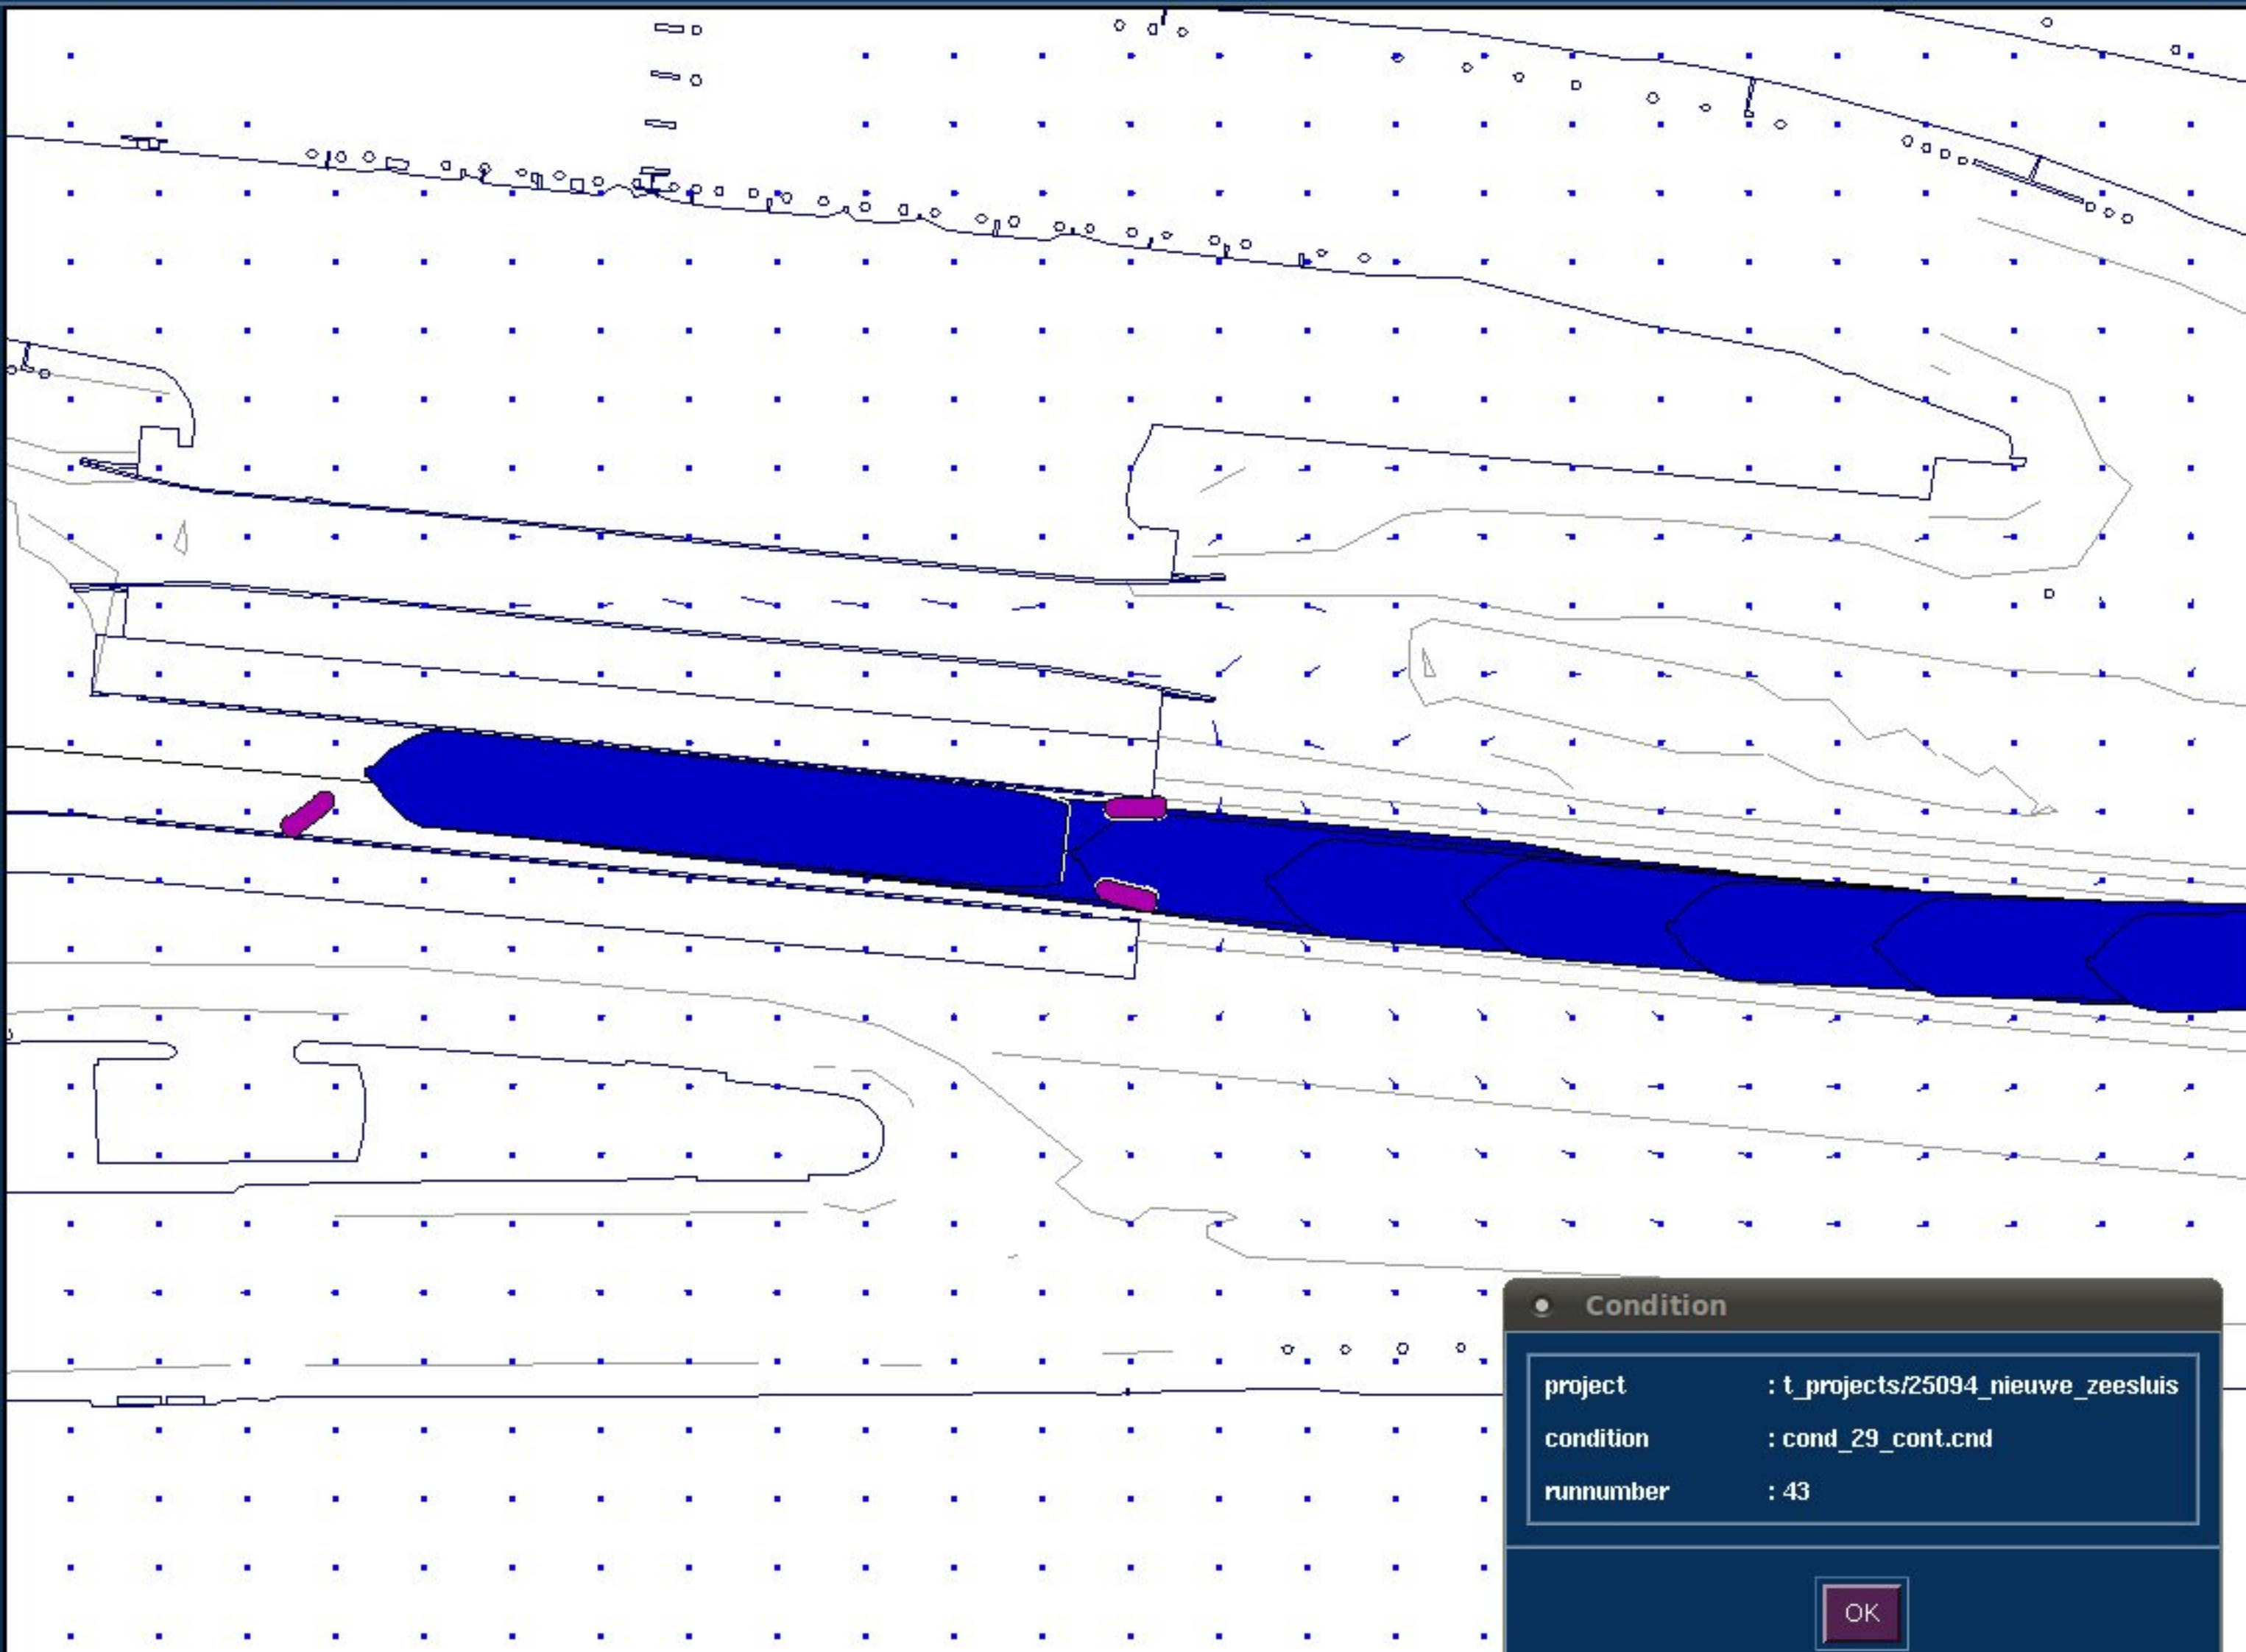 Condition
project : t_projects/25094_nieuwe_zeesluis
condition : cond_29_cont.cnd
runnumber : 43
OK